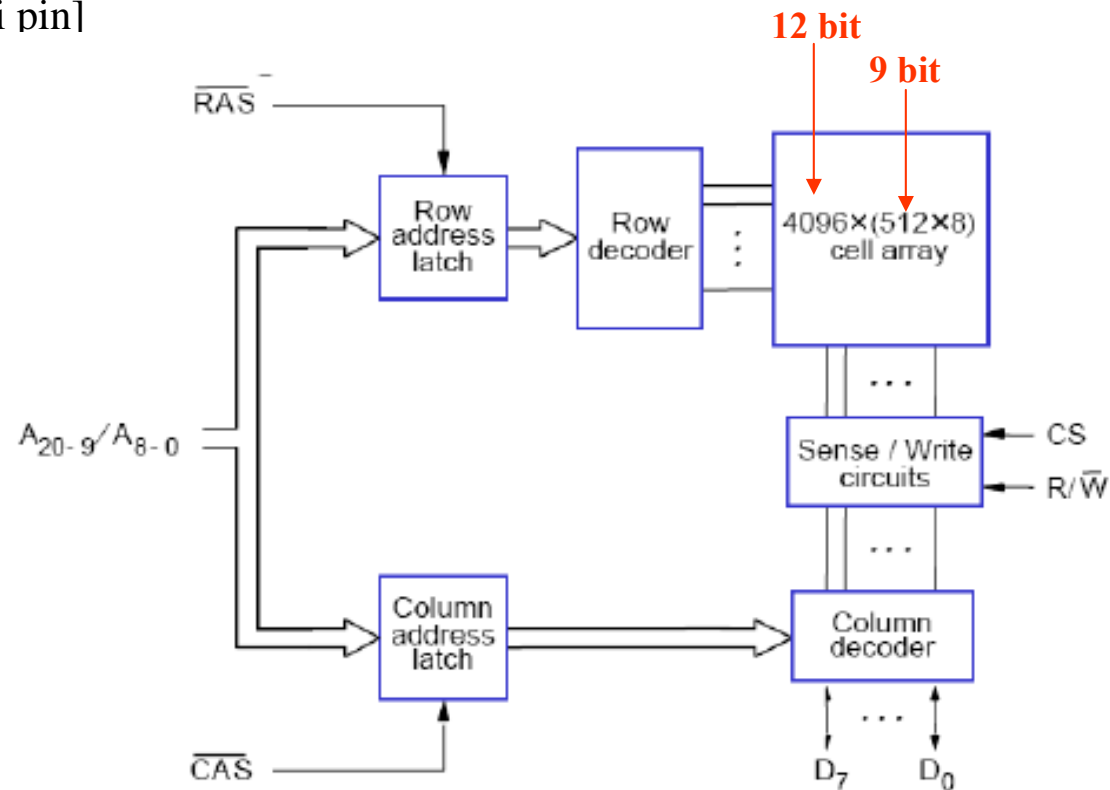 i pin]
12 bit
9 bit
RAS
Row
address
latch
Row
decoder
4096×(512×8)
cell array
A20-9/A8-0
CS
Sense / Write
circuits
R/W̅
Column
address
latch
Column
decoder
CAS
D7
D0